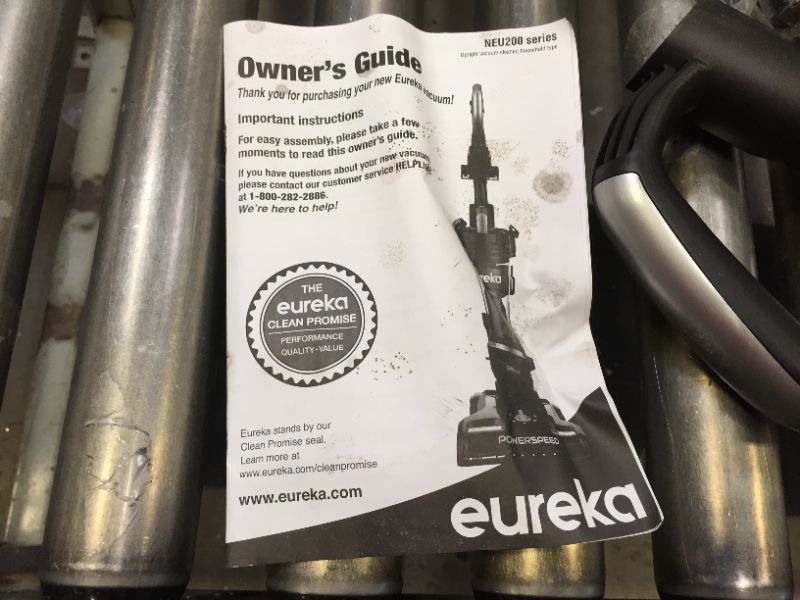 NEU200 series
Upright vacuum cleaner, household type
Owner's Guide
Thank you for purchasing your new Eureka vacuum!
Important instructions
For easy assembly, please take a few
moments to read this owner's guide.
If you have questions about your new vacuum
please contact our customer service HELPLINE
at 1-800-282-2886.
We're here to help!
eureka
THE
eureka
CLEAN PROMISE
PERFORMANCE
QUALITY-VALUE
POWERSPEED
Eureka stands by our
Clean Promise seal.
Learn more at
www.eureka.com/cleanpromise
www.eureka.com
eureka